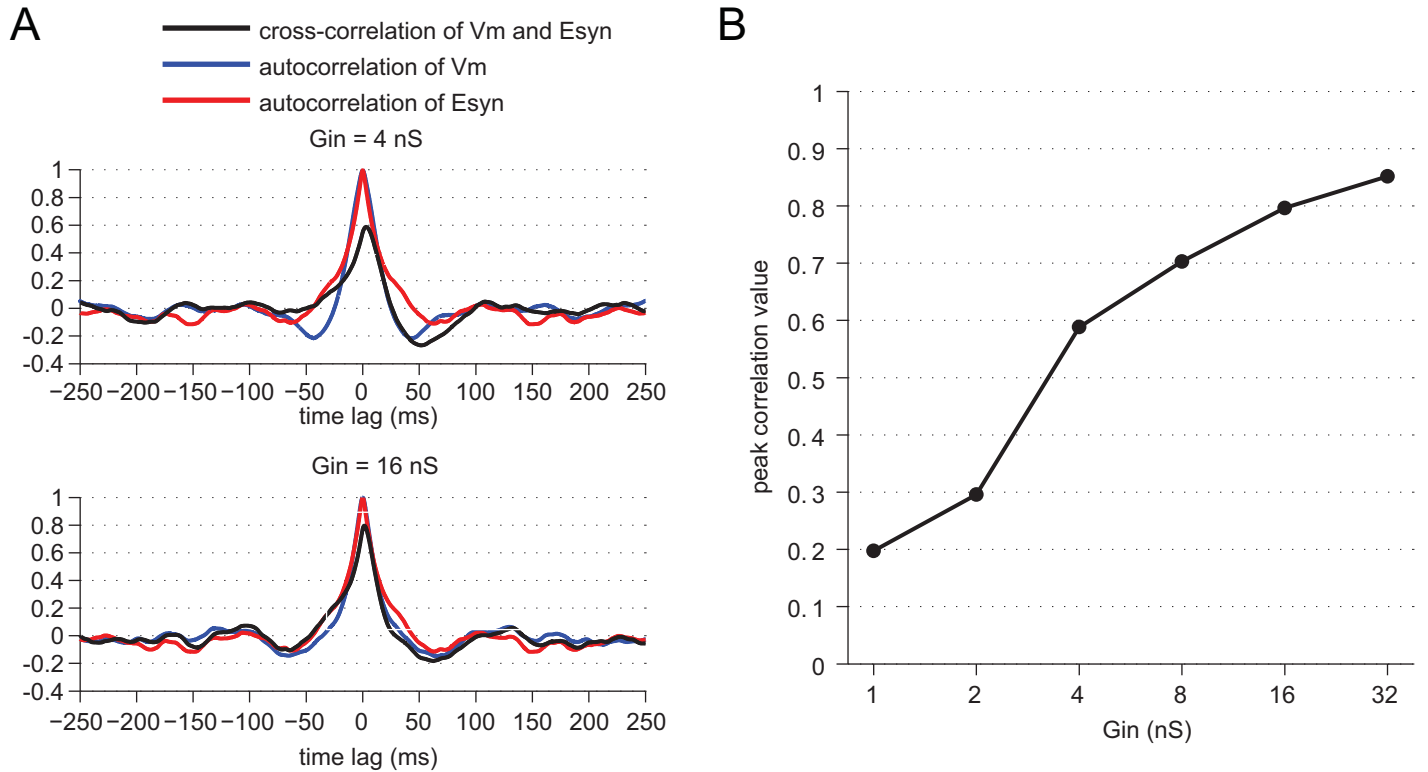 A
cross-correlation of Vm and Esyn
autocorrelation of Vm
autocorrelation of Esyn
Gin = 4 nS
1
0.8
0.6
0.4
0.2
0
-0.2
-0.4
−250 −200 −150 −100 −50 0 50 100 150 200 250
time lag (ms)
Gin = 16 nS
1
0.8
0.6
0.4
0.2
0
-0.2
-0.4
−250 −200 −150 −100 −50 0 50 100 150 200 250
time lag (ms)
B
peak correlation value
1
0.9
0.8
0.7
0.6
0.5
0.4
0.3
0.2
0.1
0
1 2 4 8 16 32
Gin (nS)